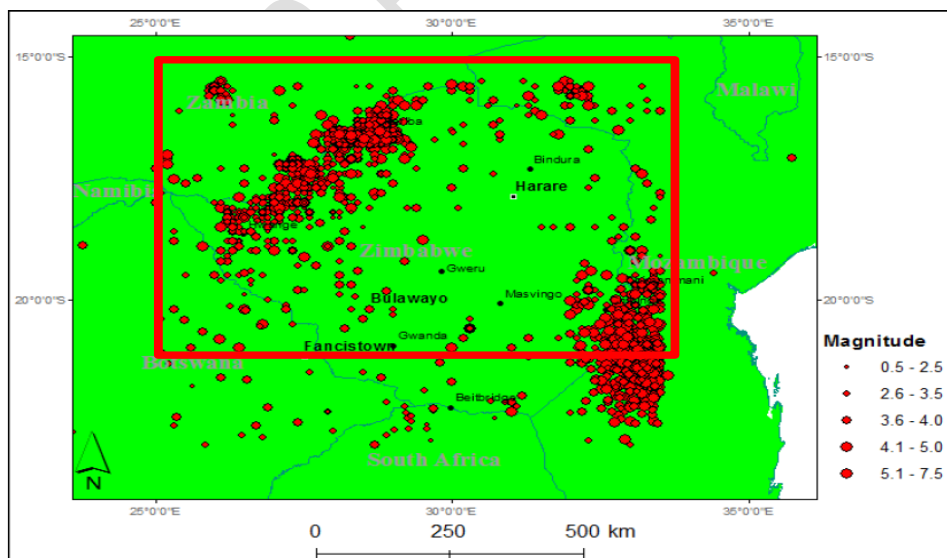 25°0'0"E 30°0'0"E 35°0'0"E
15°0'0"S 15°0'0"S
Zambia
Malawi
Bindura
Harare
Zimbabwe
Mozambique
Gweru
20°0'0"S 20°0'0"S
Bulawayo
Masvingo
Gwanda
Fancistown
Botswana
Beitbridge
South Africa
N
25°0'0"E 30°0'0"E 35°0'0"E
0 250 500 km
Magnitude
0.5 - 2.5
2.6 - 3.5
3.6 - 4.0
4.1 - 5.0
5.1 - 7.5